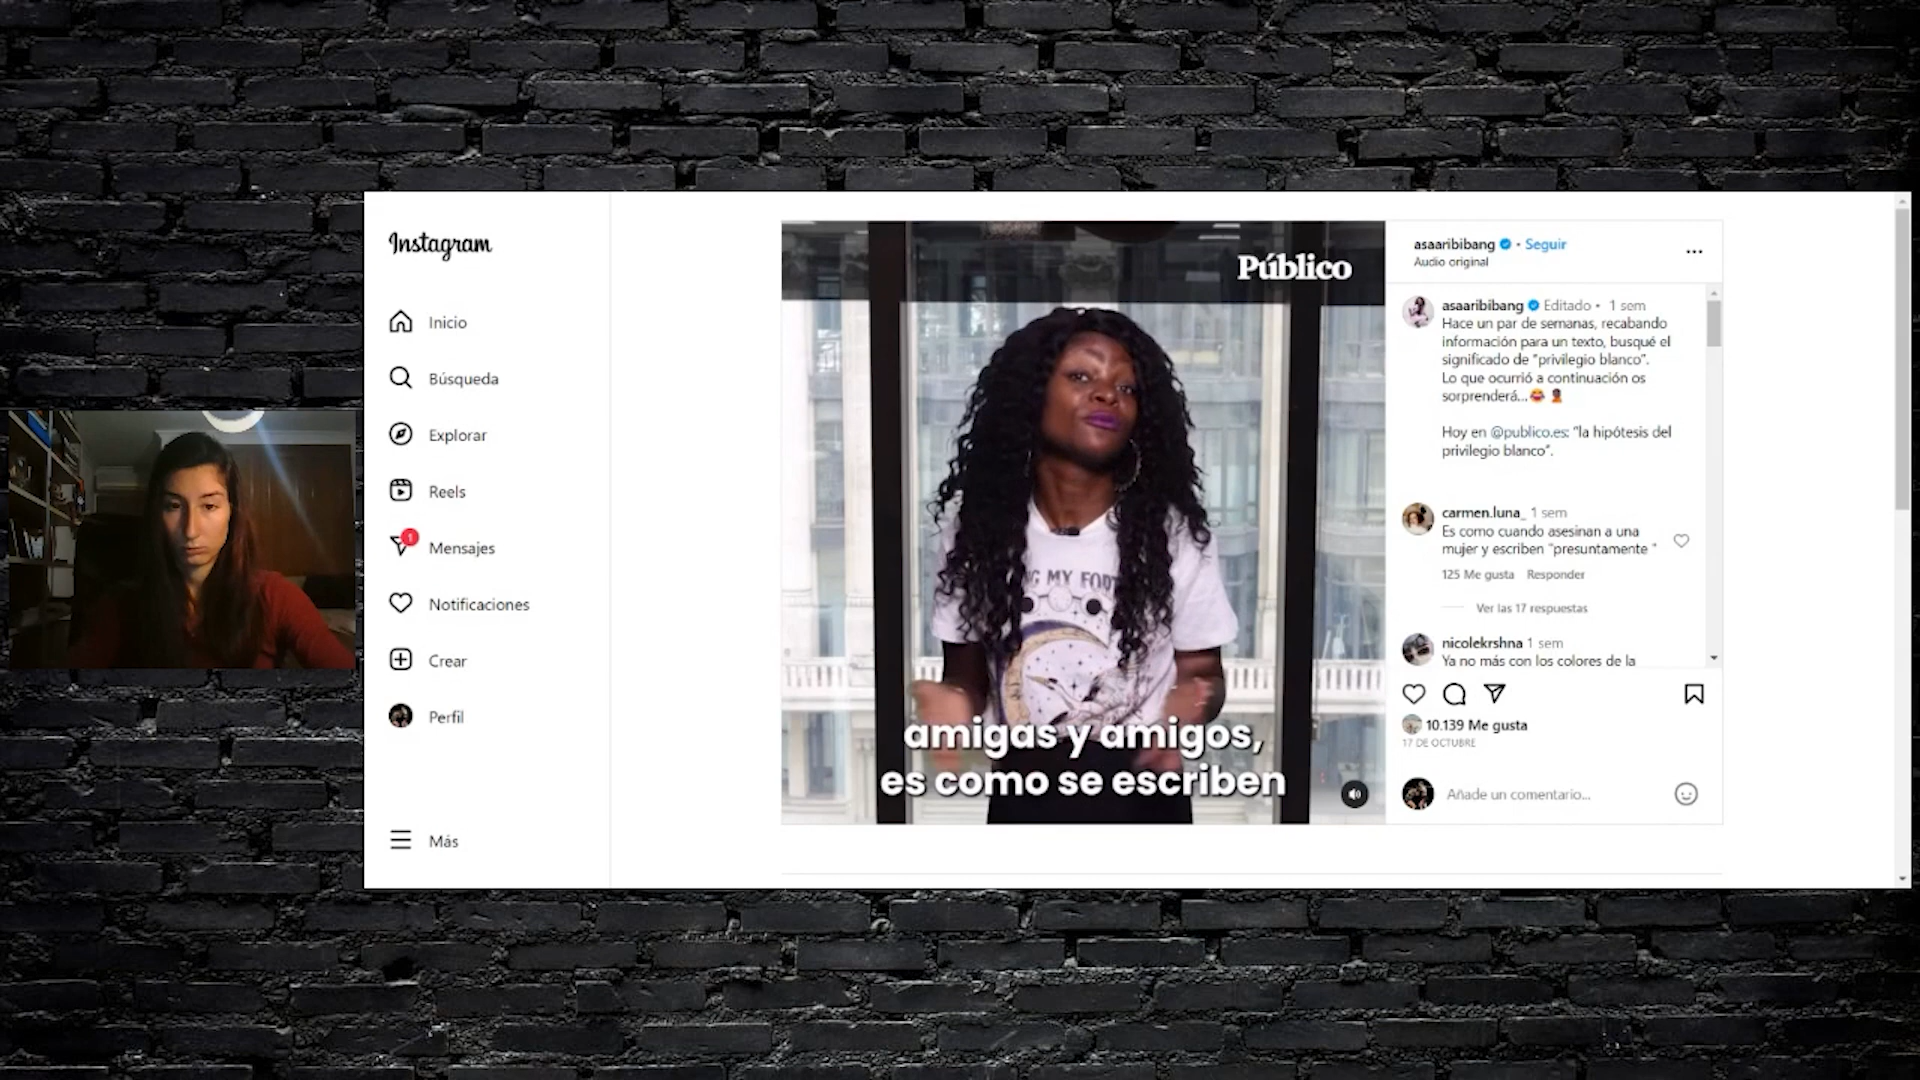 Instagram
Inicio
Búsqueda
Explorar
Reels
1
Mensajes
Notificaciones
Crear
Perfil
Más
Público
amigas y amigos,
es como se escriben
asaaribibang • Seguir
Audio original
asaaribibang Editado • 1 sem
Hace un par de semanas, recabando
información para un texto, busqué el
significado de "privilegio blanco".
Lo que ocurrió a continuación os
sorprenderá...
Hoy en @publico.es: "la hipótesis del
privilegio blanco".
carmen.luna_ 1 sem
Es como cuando asesinan a una
mujer y escriben "presuntamente "
125 Me gusta Responder
Ver las 17 respuestas
nicolekrshna 1 sem
Ya no más con los colores de la
10.139 Me gusta
17 DE OCTUBRE
Añade un comentario...